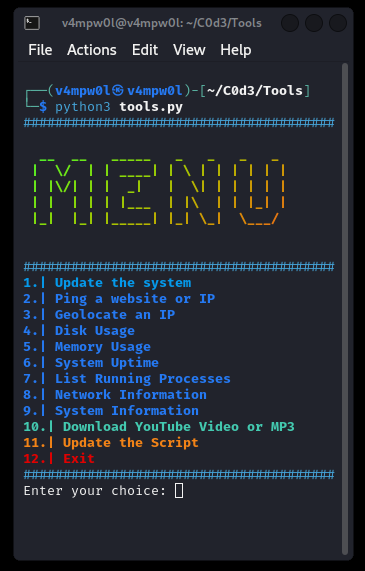 v4mpw0l@v4mpw0l: ~/C0d3/Tools
File Actions Edit View Help
┌──(v4mpw0l㉿v4mpw0l)-[~/C0d3/Tools]
└─$ python3 tools.py
#######################################
MENU
#######################################
1.| Update the system
2.| Ping a website or IP
3.| Geolocate an IP
4.| Disk Usage
5.| Memory Usage
6.| System Uptime
7.| List Running Processes
8.| Network Information
9.| System Information
10.| Download YouTube Video or MP3
11.| Update the Script
12.| Exit
#######################################
Enter your choice: